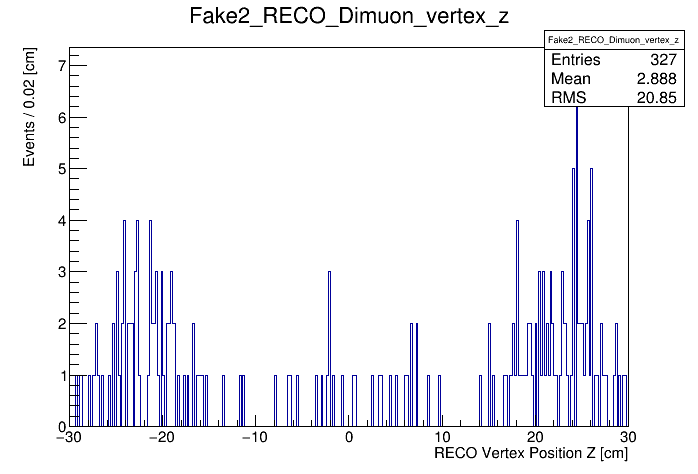 Fake2_RECO_Dimuon_vertex_z
Fake2_RECO_Dimuon_vertex_z
Entries 327
Mean 2.888
RMS 20.85
Events / 0.02 [cm]
7
6
5
4
3
2
1
0
−30 −20 −10 0 10 20 30
RECO Vertex Position Z [cm]